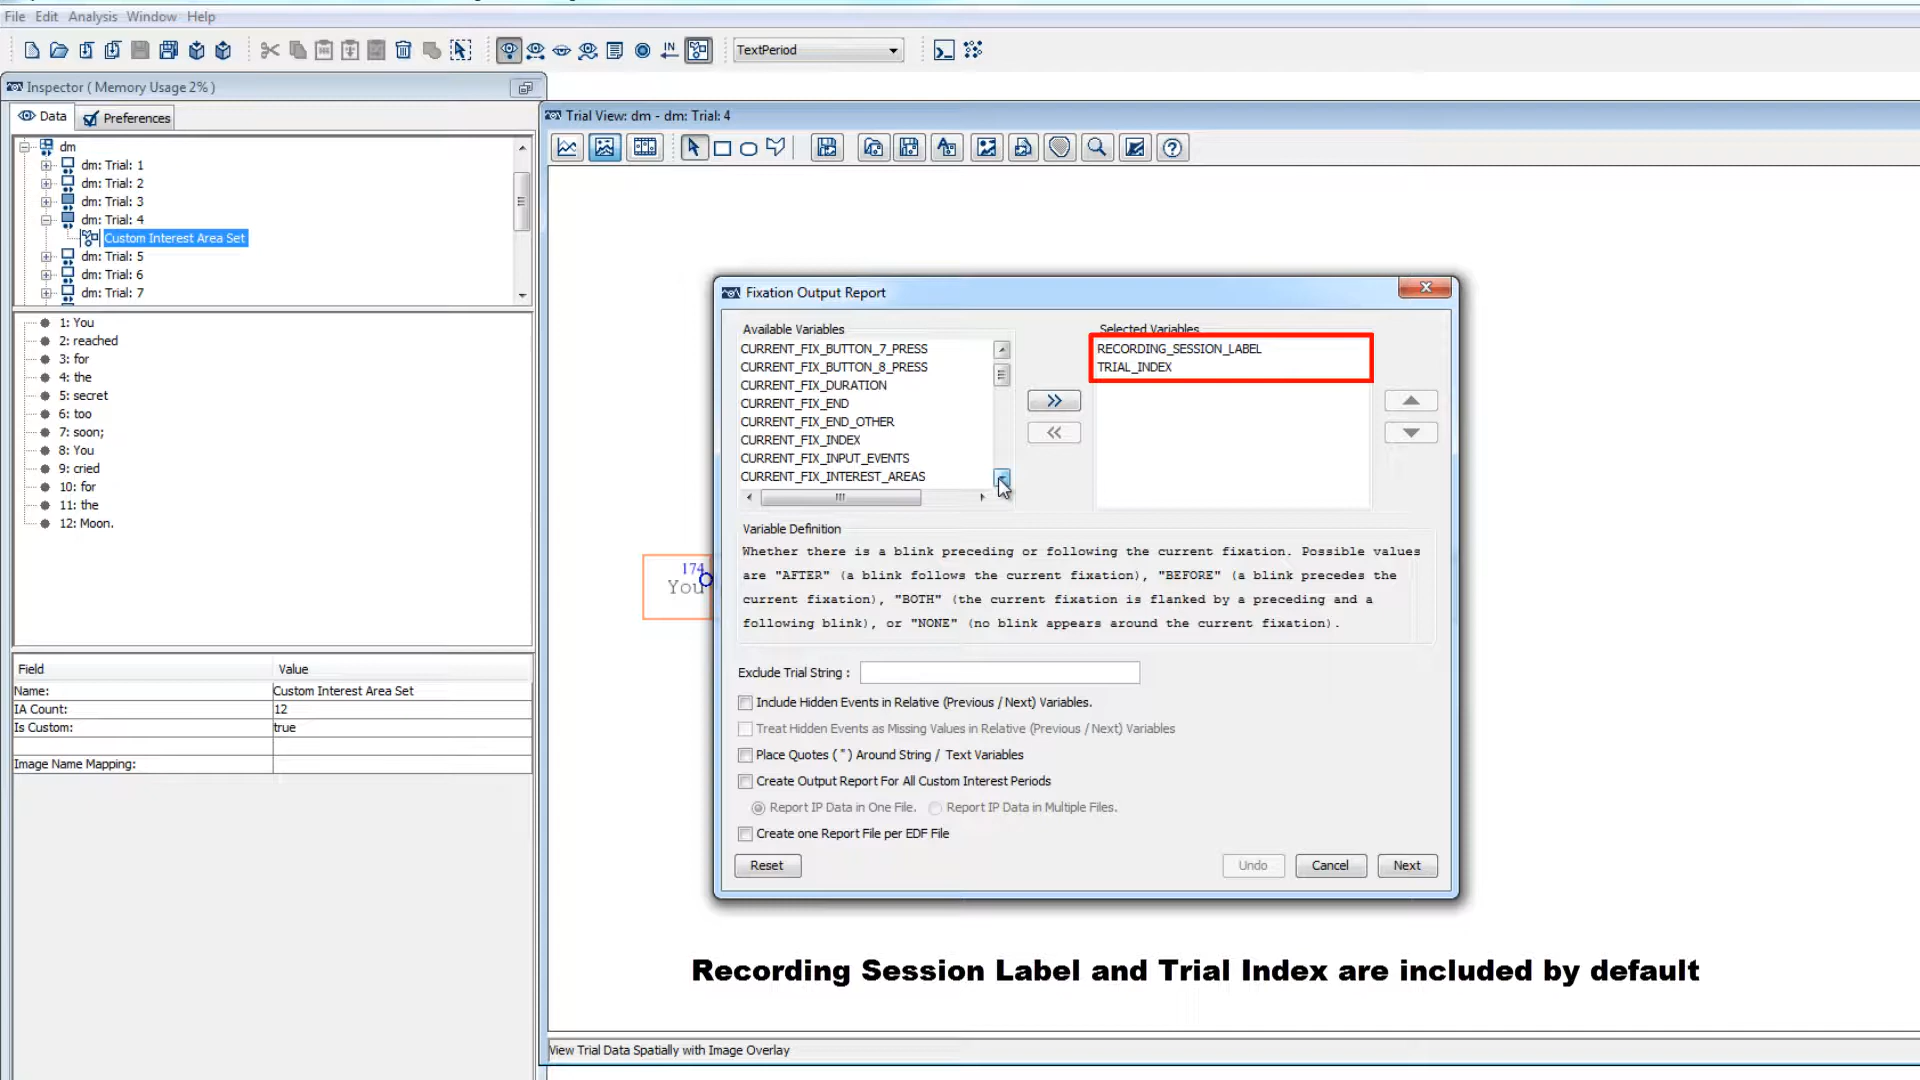 File Edit Analysis Window Help
IN
TextPeriod
Inspector ( Memory Usage 2% )
Data
Preferences
dm
dm: Trial: 1
dm: Trial: 2
dm: Trial: 3
dm: Trial: 4
Custom Interest Area Set
dm: Trial: 5
dm: Trial: 6
dm: Trial: 7
1: You
2: reached
3: for
4: the
5: secret
6: too
7: soon;
8: You
9: cried
10: for
11: the
12: Moon.
Field Value
Name: Custom Interest Area Set
IA Count: 12
Is Custom: true
Image Name Mapping:
Trial View: dm - dm: Trial: 4
174
You
Fixation Output Report
Available Variables
CURRENT_FIX_BUTTON_7_PRESS
CURRENT_FIX_BUTTON_8_PRESS
CURRENT_FIX_DURATION
CURRENT_FIX_END
CURRENT_FIX_END_OTHER
CURRENT_FIX_INDEX
CURRENT_FIX_INPUT_EVENTS
CURRENT_FIX_INTEREST_AREAS
Selected Variables
RECORDING_SESSION_LABEL
TRIAL_INDEX
Variable Definition
Whether there is a blink preceding or following the current fixation. Possible values
are "AFTER" (a blink follows the current fixation), "BEFORE" (a blink precedes the
current fixation), "BOTH" (the current fixation is flanked by a preceding and a
following blink), or "NONE" (no blink appears around the current fixation).
Exclude Trial String :
Include Hidden Events in Relative (Previous / Next) Variables.
Treat Hidden Events as Missing Values in Relative (Previous / Next) Variables
Place Quotes ( " ) Around String / Text Variables
Create Output Report For All Custom Interest Periods
Report IP Data in One File. Report IP Data in Multiple Files.
Create one Report File per EDF File
Reset Undo Cancel Next
Recording Session Label and Trial Index are included by default
View Trial Data Spatially with Image Overlay